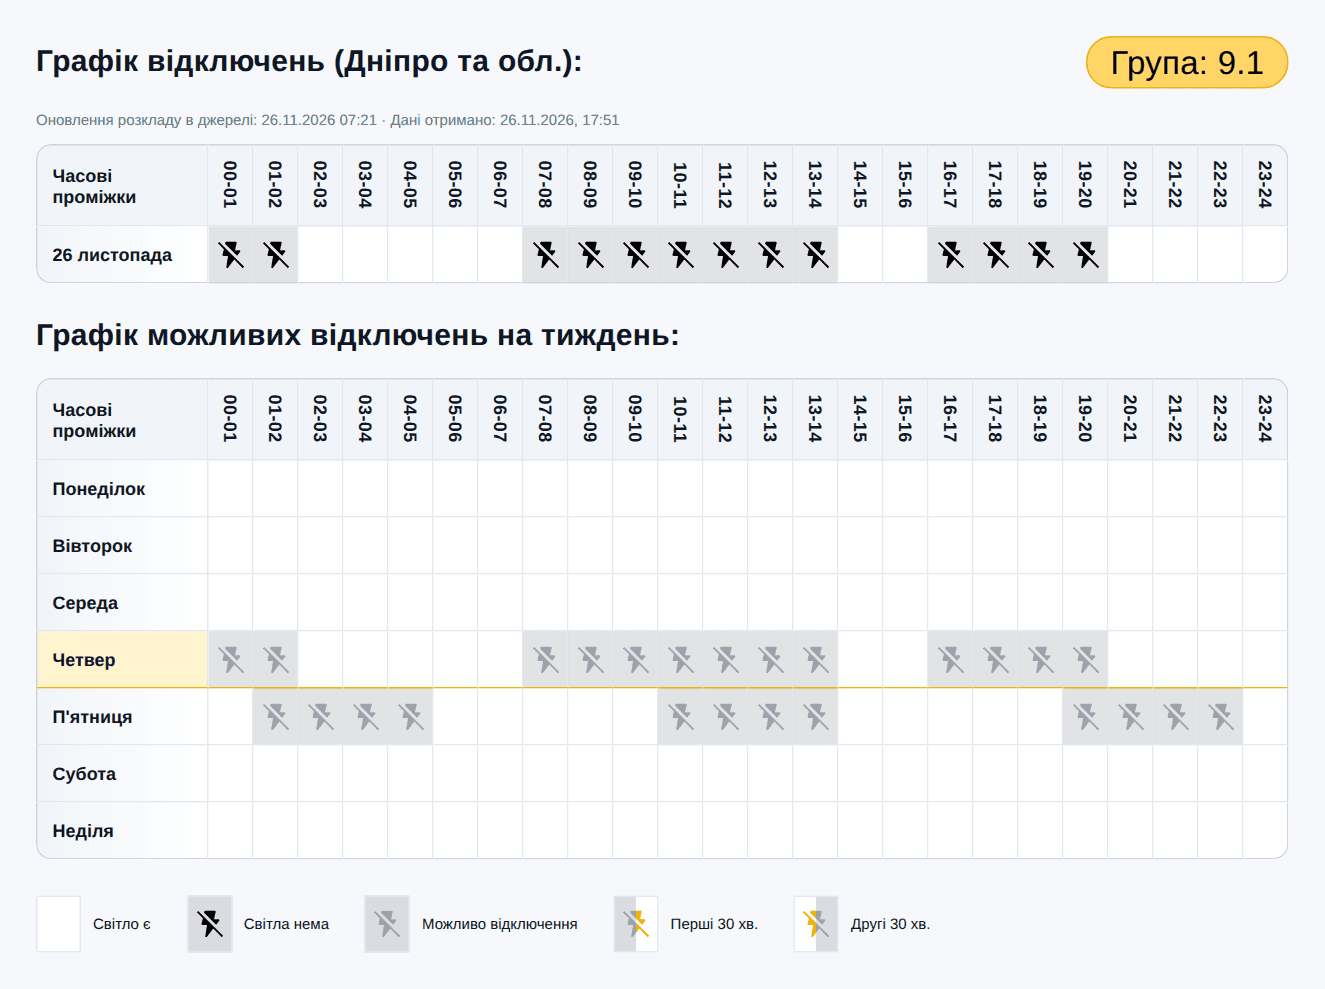 Графік відключень (Дніпро та обл.):
Група: 9.1
Оновлення розкладу в джерелі: 26.11.2026 07:21 · Дані отримано: 26.11.2026, 17:51
Часові проміжки 00-01 01-02 02-03 03-04 04-05 05-06 06-07 07-08 08-09 09-10 10-11 11-12 12-13 13-14 14-15 15-16 16-17 17-18 18-19 19-20 20-21 21-22 22-23 23-24
26 листопада
Графік можливих відключень на тиждень:
Часові проміжки 00-01 01-02 02-03 03-04 04-05 05-06 06-07 07-08 08-09 09-10 10-11 11-12 12-13 13-14 14-15 15-16 16-17 17-18 18-19 19-20 20-21 21-22 22-23 23-24
Понеділок
Вівторок
Середа
Четвер
П'ятниця
Субота
Неділя
Світло є Світла нема Можливо відключення Перші 30 хв. Другі 30 хв.